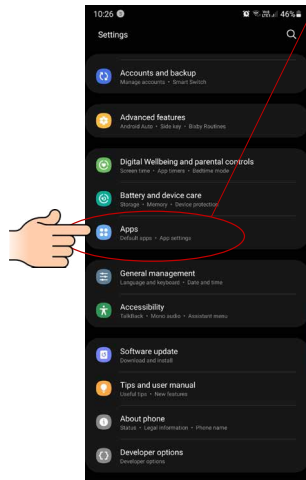 10:26 46%
Settings
Accounts and backup
Manage accounts • Smart Switch
Advanced features
Android Auto • Side key • Bixby Routines
Digital Wellbeing and parental controls
Screen time • App timers • Bedtime mode
Battery and device care
Storage • Memory • Device protection
Apps
Default apps • App settings
General management
Language and keyboard • Date and time
Accessibility
TalkBack • Mono audio • Assistant menu
Software update
Download and install
Tips and user manual
Useful tips • New features
About phone
Status • Legal information • Phone name
Developer options
Developer options